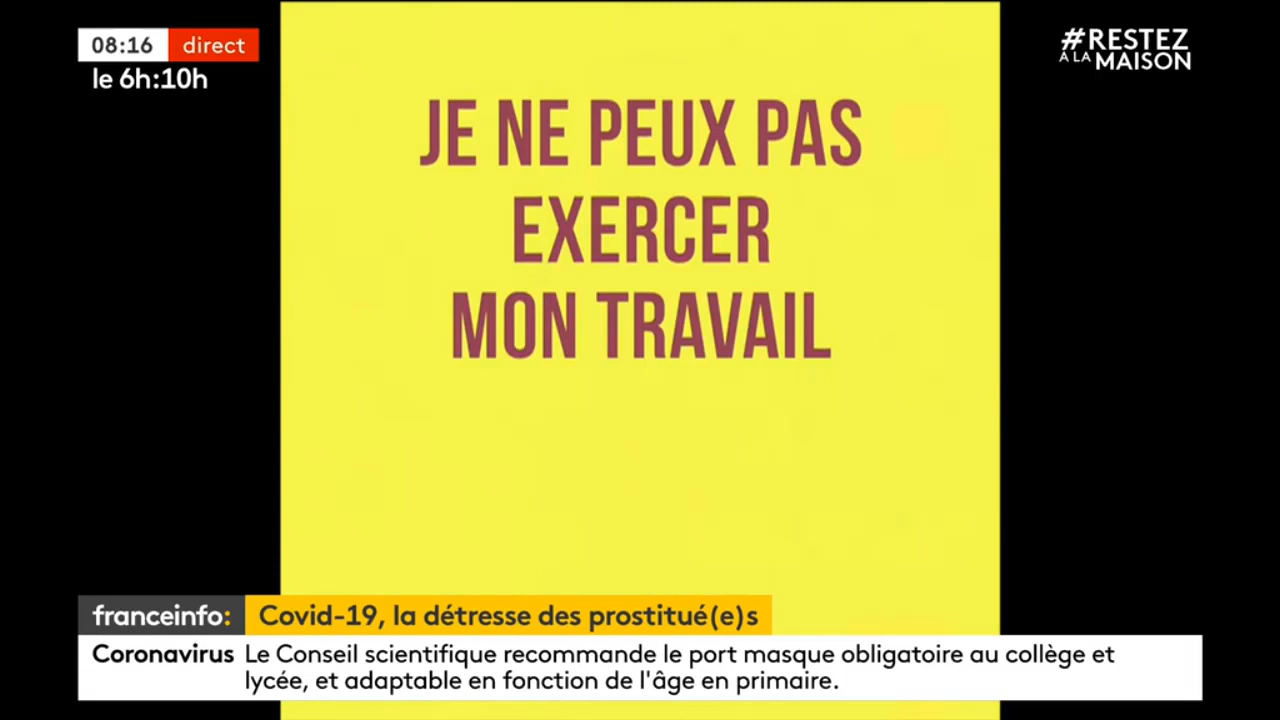 08:16 direct
le 6h:10h
#RESTEZ
À LA MAISON
JE NE PEUX PAS
EXERCER
MON TRAVAIL
franceinfo: Covid-19, la détresse des prostitué(e)s
Coronavirus Le Conseil scientifique recommande le port masque obligatoire au collège et
lycée, et adaptable en fonction de l'âge en primaire.